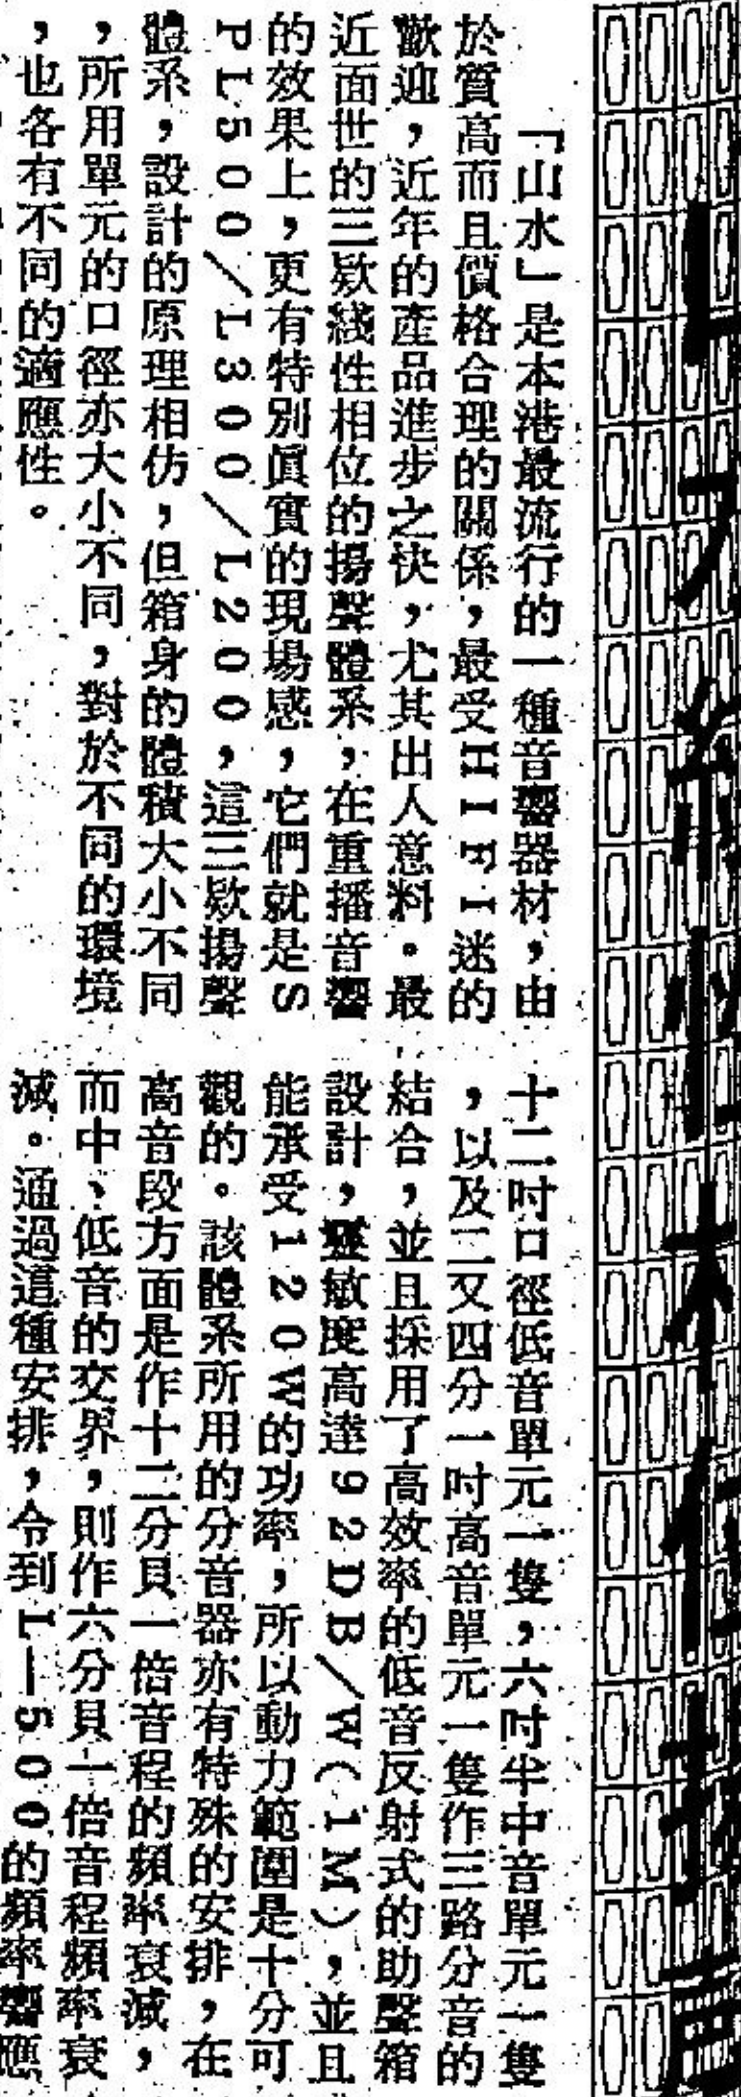 「山水」是本港最流行的一種音響器材，由
於質高而且價格合理的關係，最受HIFI迷的
歡迎，近年的產品進步之快，尤其出人意料。最
近面世的三欵綫性相位的揚聲體系，在重播音響
的效果上，更有特別眞實的現場感，它們就是S
PL500／L300／L200，這三欵揚聲
體系，設計的原理相仿，但箱身的體積大小不同
，所用單元的口徑亦大小不同，對於不同的環境
，也各有不同的適應性。
十二吋口徑低音單元一隻，六吋半中音單元一隻
，以及二又四分一吋高音單元一隻作三路分音的
結合，並且採用了高效率的低音反射式的助聲箱
設計，靈敏度高達92DB／W（1M），並且
能承受120W的功率，所以動力範圍是十分可
觀的。該體系所用的分音器亦有特殊的安排，在
高音段方面是作十二分貝一倍音程的頻率衰減，
而中、低音的交界，則作六分貝一倍音程頻率衰
減。通過這種安排，令到L—500的頻率響應